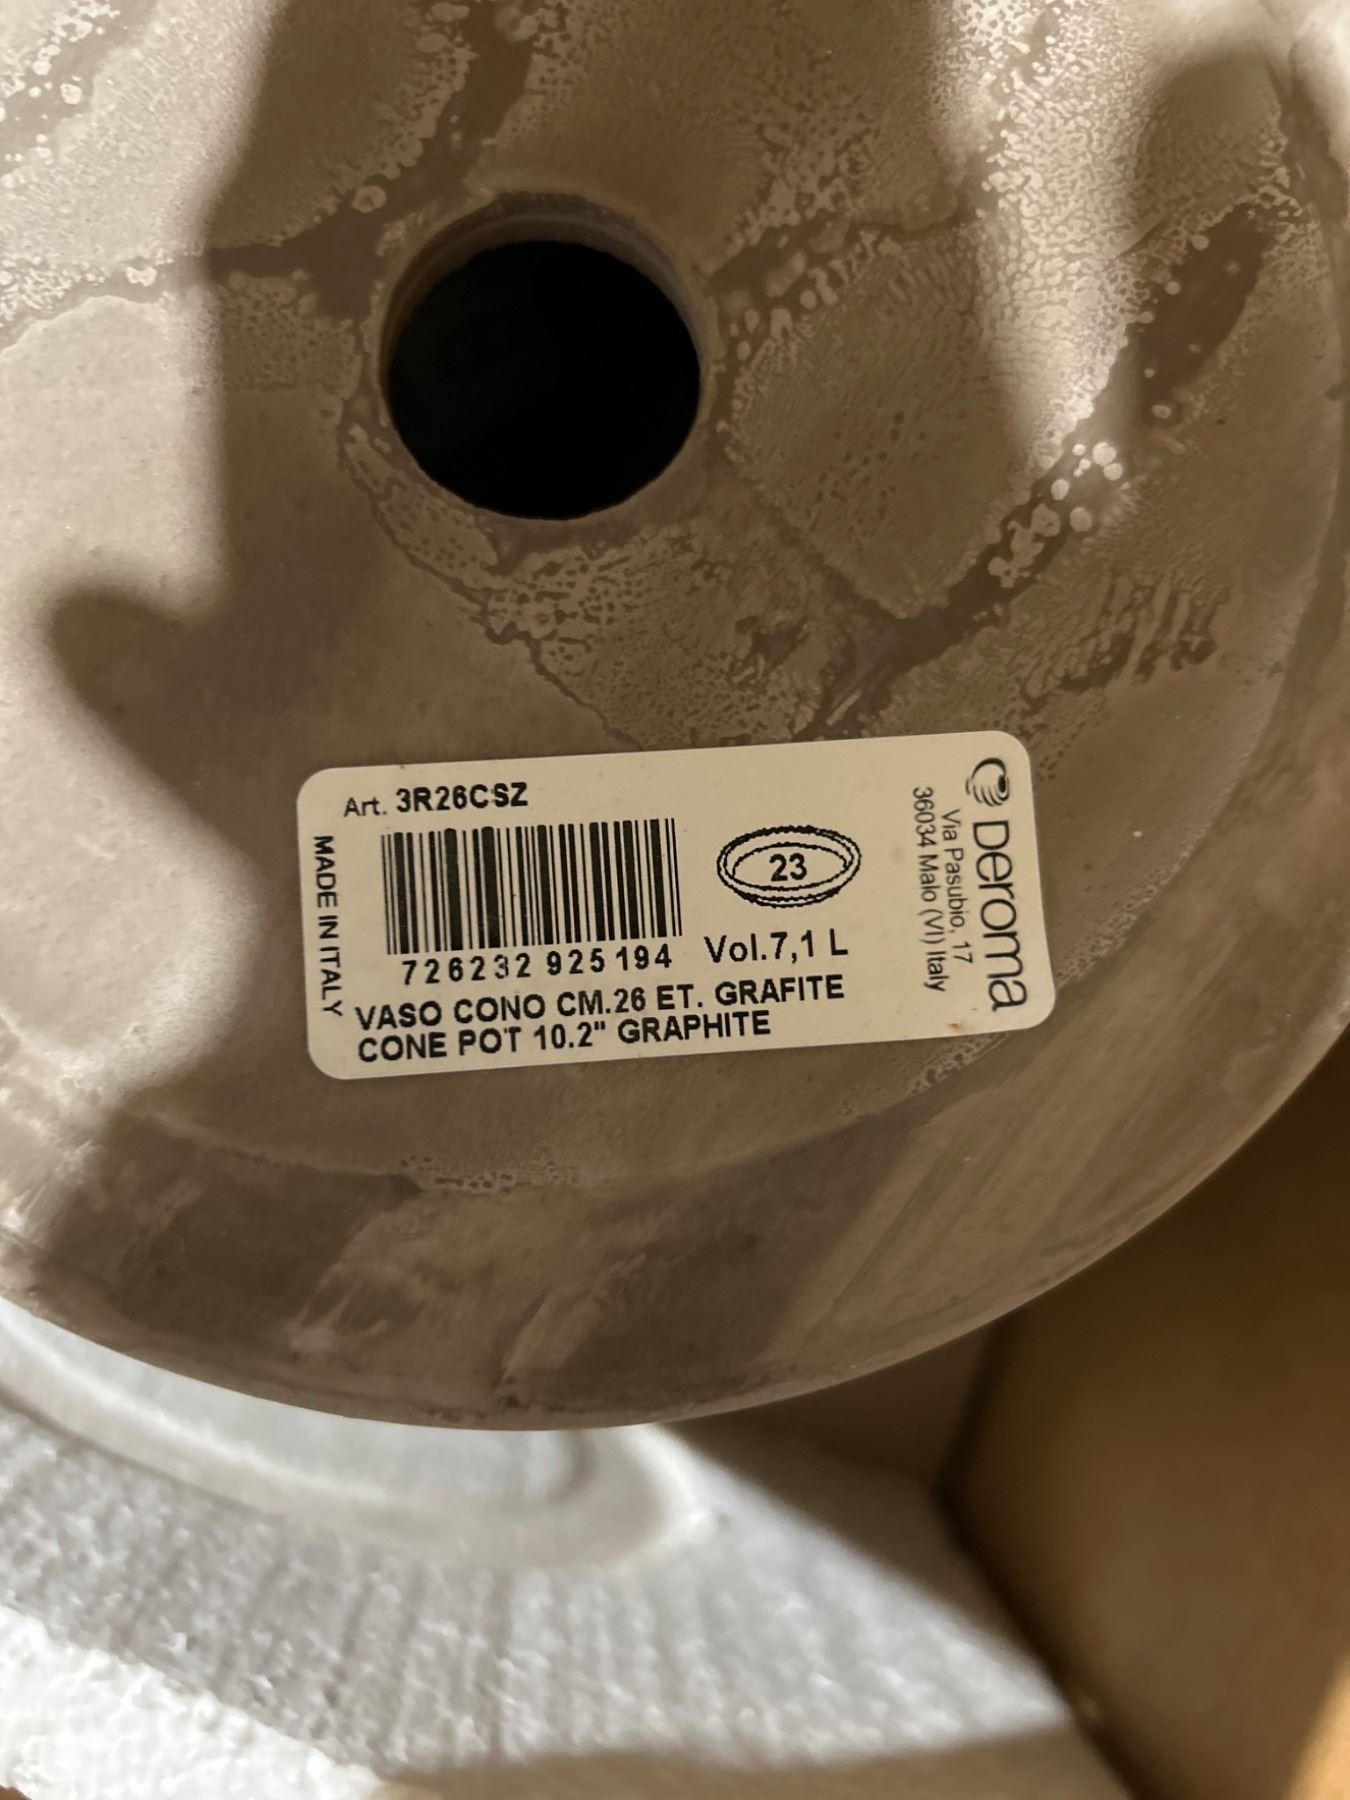 Art. 3R26CSZ
MADE IN ITALY
726232 925194
23
Vol.7,1 L
VASO CONO CM.26 ET. GRAFITE
CONE POT 10.2" GRAPHITE
Deroma
Via Pasubio, 17
36034 Malo (VI) Italy